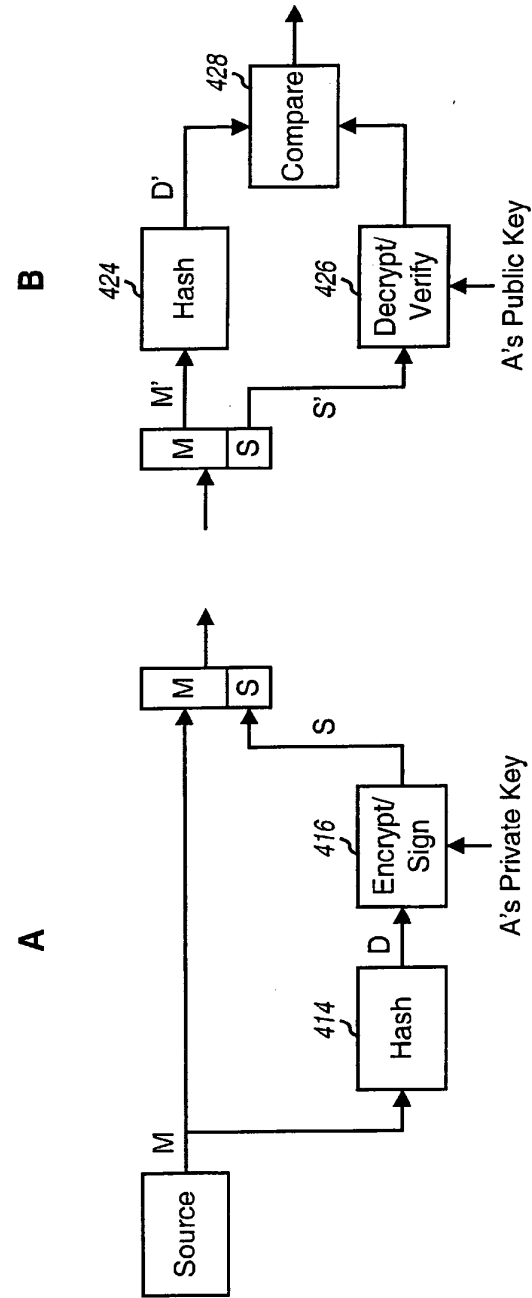 A
B
Source
M
414
Hash
D
416
Encrypt/
Sign
A's Private Key
S
M
S
M
S
M'
S'
424
Hash
D'
426
Decrypt/
Verify
A's Public Key
428
Compare